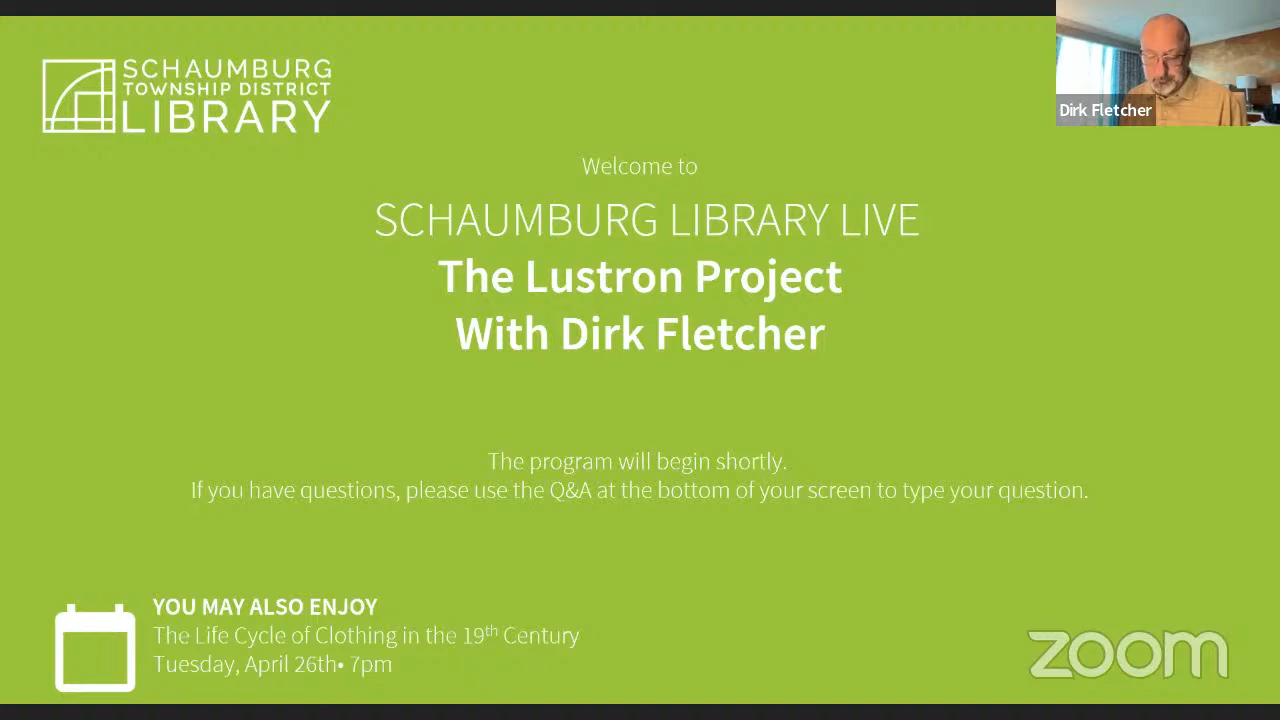 SCHAUMBURG
TOWNSHIP DISTRICT
LIBRARY
Dirk Fletcher
Welcome to
SCHAUMBURG LIBRARY LIVE
The Lustron Project
With Dirk Fletcher
The program will begin shortly.
If you have questions, please use the Q&A at the bottom of your screen to type your question.
YOU MAY ALSO ENJOY
The Life Cycle of Clothing in the 19th Century
Tuesday, April 26th• 7pm
zoom